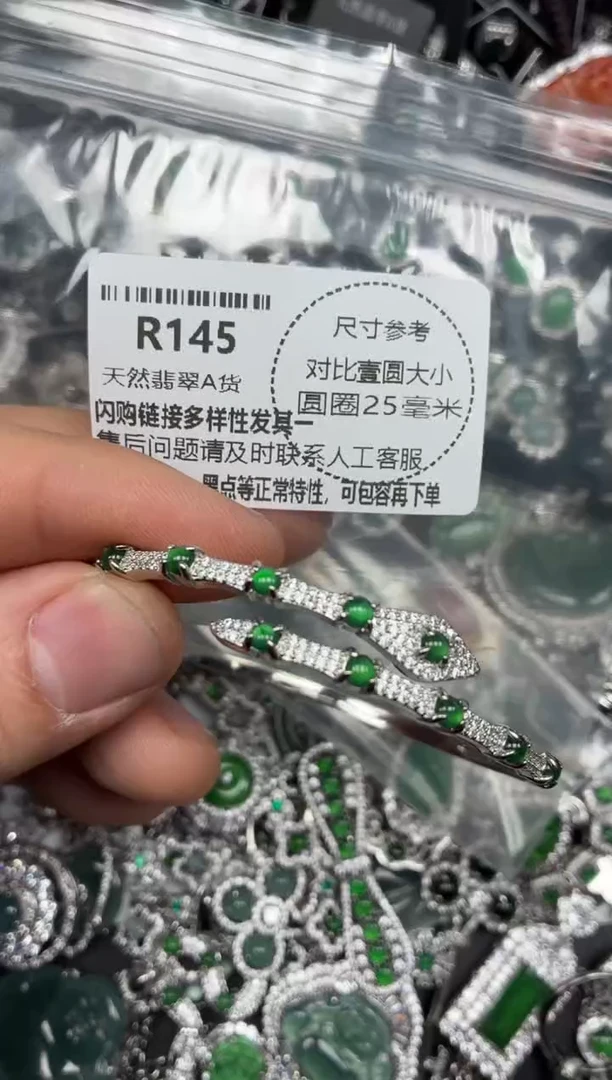 R145
天然翡翠A货
尺寸参考
对比壹圆大小
圆圈25毫米
闪购链接多样性发其一
售后问题请及时联系人工客服
黑点等正常特性，可包容再下单